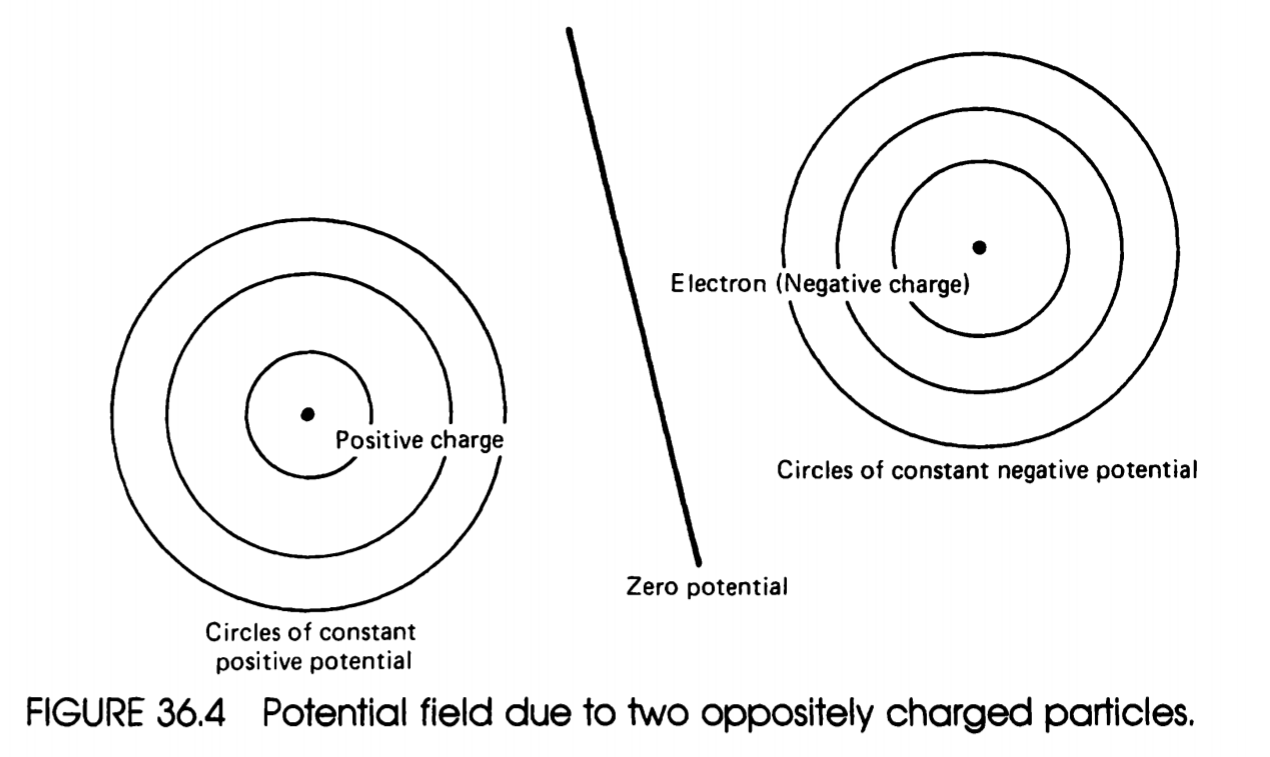 Electron (Negative charge)
Positive charge
Circles of constant negative potential
Zero potential
Circles of constant
positive potential
FIGURE 36.4 Potential field due to two oppositely charged particles.